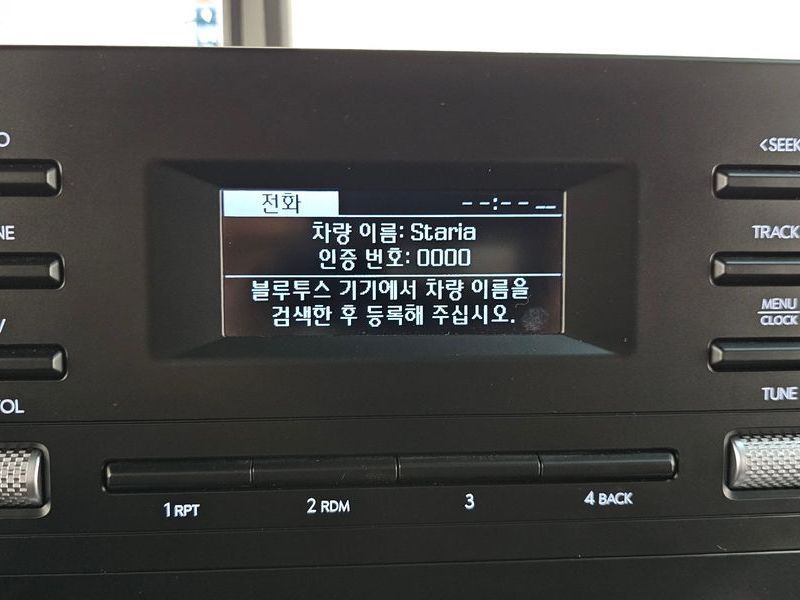 전화 --:-- --
차량 이름: Staria
인증 번호: 0000
블루투스 기기에서 차량 이름을
검색한 후 등록해 주십시오.
<SEEK
TRACK
MENU
CLOCK
TUNE
1 RPT
2 RDM
3
4 BACK